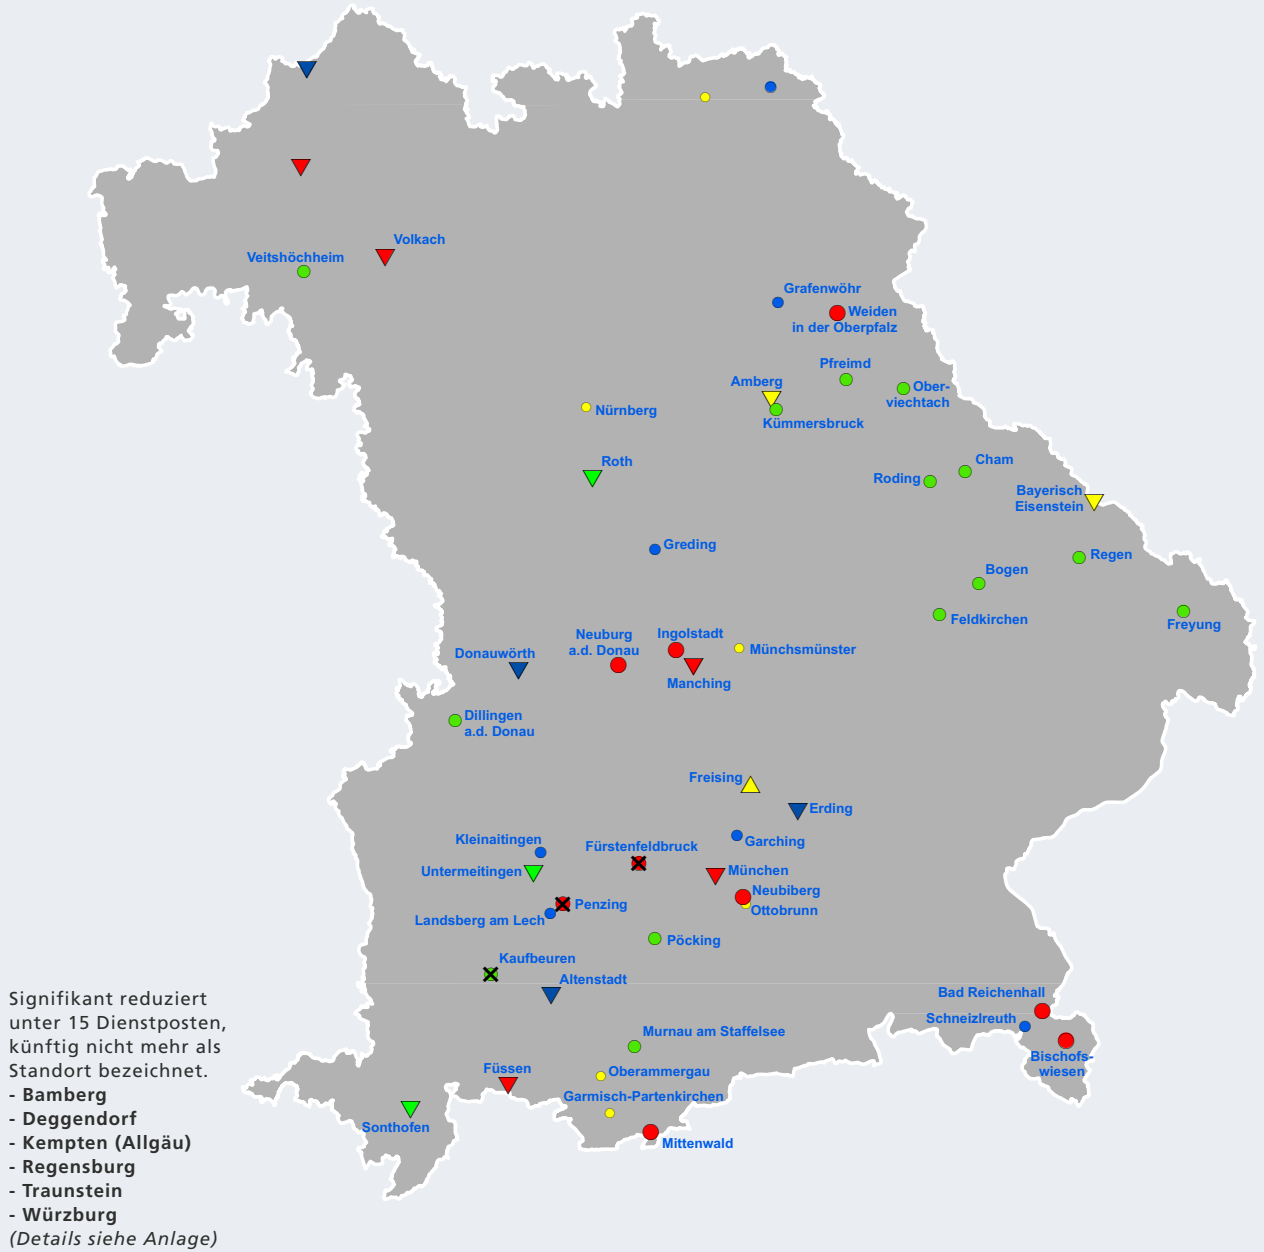 Volkach
Veitshöchheim
Grafenwöhr
Weiden
in der Oberpfalz
Pfreimd
Amberg
Ober-
viechtach
Nürnberg
Kümmersbruck
Roth
Cham
Roding
Bayerisch
Eisenstein
Greding
Regen
Bogen
Feldkirchen
Freyung
Neuburg
a.d. Donau
Ingolstadt
Münchsmünster
Donauwörth
Manching
Dillingen
a.d. Donau
Freising
Erding
Kleinaitingen
Fürstenfeldbruck
Garching
Untermeitingen
München
Neubiberg
Penzing
Ottobrunn
Landsberg am Lech
Pöcking
Kaufbeuren
Altenstadt
Bad Reichenhall
Schneizlreuth
Murnau am Staffelsee
Bischofs-
wiesen
Füssen
Oberammergau
Garmisch-Partenkirchen
Sonthofen
Mittenwald
Signifikant reduziert
unter 15 Dienstposten,
künftig nicht mehr als
Standort bezeichnet.
- Bamberg
- Deggendorf
- Kempten (Allgäu)
- Regensburg
- Traunstein
- Würzburg
(Details siehe Anlage)